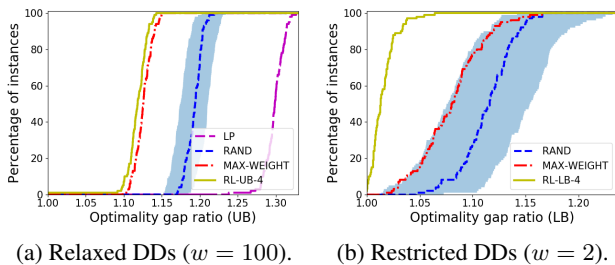 100
80
60
40
20
0
Percentage of instances
LP
RAND
MAX-WEIGHT
RL-UB-4
1.00 1.05 1.10 1.15 1.20 1.25 1.30
Optimality gap ratio (UB)
(a) Relaxed DDs (w = 100).
100
80
60
40
20
0
Percentage of instances
RAND
MAX-WEIGHT
RL-LB-4
1.00 1.05 1.10 1.15 1.20
Optimality gap ratio (LB)
(b) Restricted DDs (w = 2).